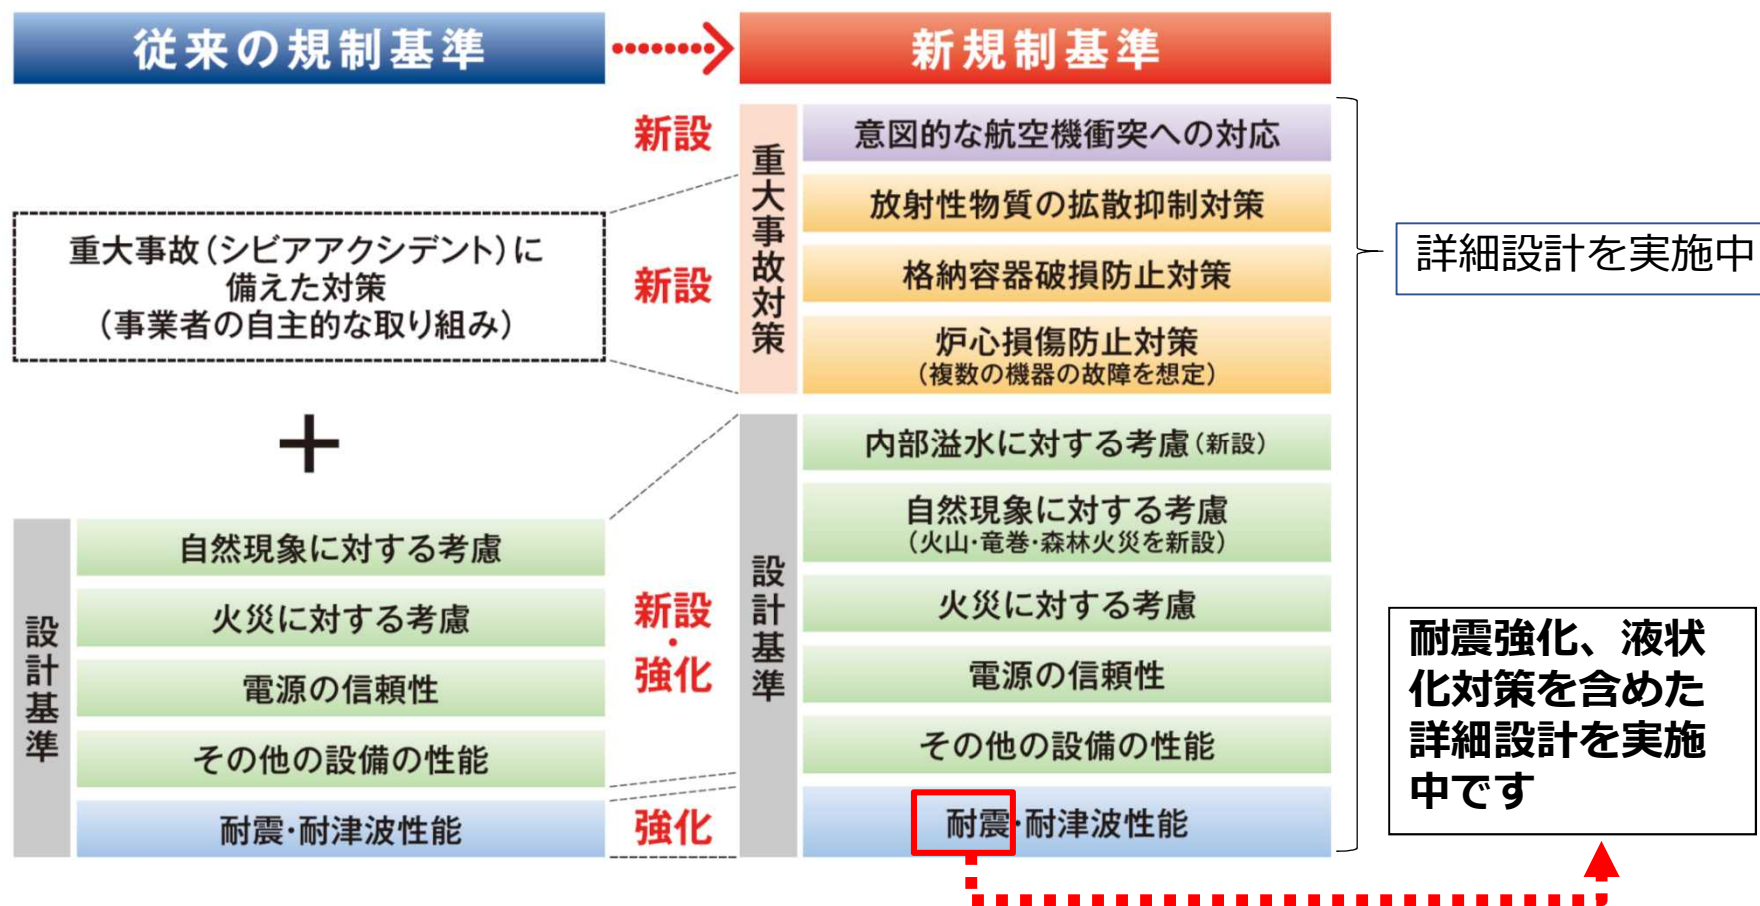 従来の規制基準
新規制基準
新設
重大事故対策
意図的な航空機衝突への対応
放射性物質の拡散抑制対策
格納容器破損防止対策
炉心損傷防止対策
(複数の機器の故障を想定)
重大事故(シビアアクシデント)に
備えた対策
(事業者の自主的な取り組み)
新設
詳細設計を実施中
+
設計基準
自然現象に対する考慮
火災に対する考慮
電源の信頼性
その他の設備の性能
耐震・耐津波性能
新設
・
強化
強化
設計基準
内部溢水に対する考慮(新設)
自然現象に対する考慮
(火山・竜巻・森林火災を新設)
火災に対する考慮
電源の信頼性
その他の設備の性能
耐震・耐津波性能
耐震強化、液状
化対策を含めた
詳細設計を実施
中です